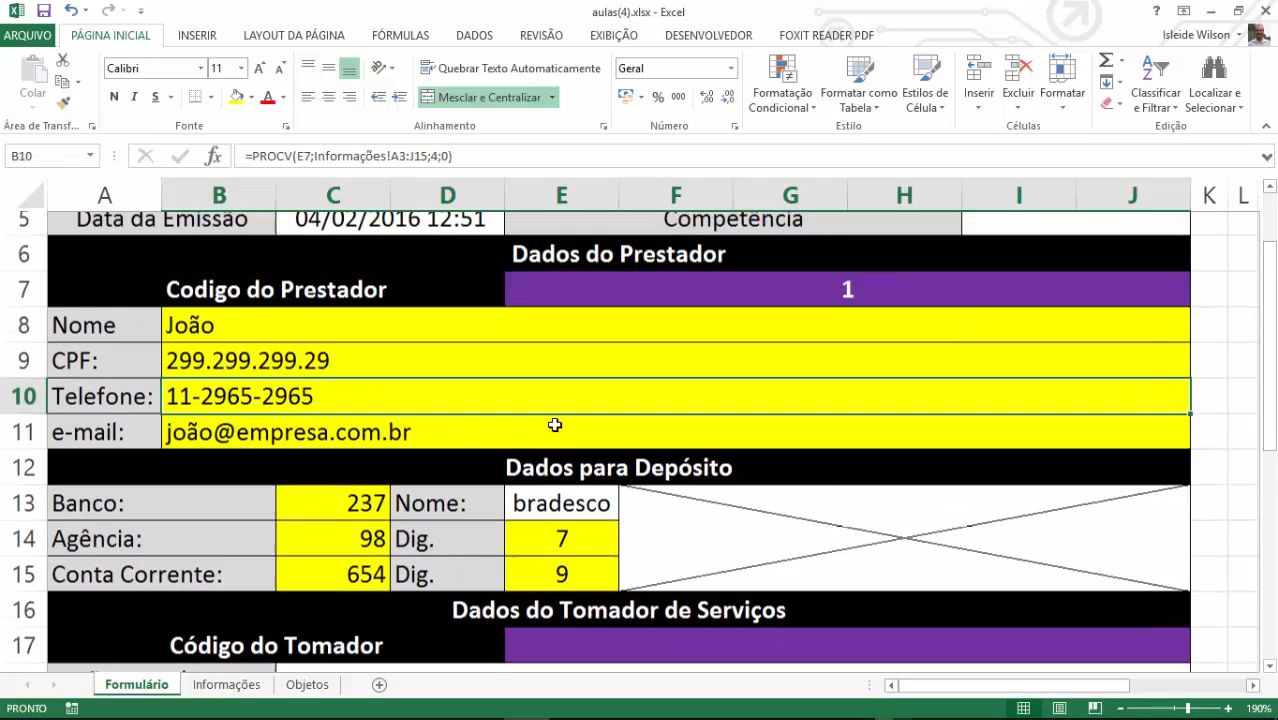 aulas(4).xlsx - Excel
ARQUIVO PÁGINA INICIAL INSERIR LAYOUT DA PÁGINA FÓRMULAS DADOS REVISÃO EXIBIÇÃO DESENVOLVEDOR FOXIT READER PDF Isleide Wilson
Colar
Calibri 11
N I S
Quebrar Texto Automaticamente
Mesclar e Centralizar
Geral
% 000
Formatação Condicional
Formatar como Tabela
Estilos de Célula
Inserir
Excluir
Formatar
Classificar e Filtrar
Localizar e Selecionar
Área de Transf... Fonte Alinhamento Número Estilo Células Edição
B10 fx =PROCV(E7;Informações!A3:J15;4;0)
A B C D E F G H I J K L
5 Data da Emissão 04/02/2016 12:51 Competência
6 Dados do Prestador
7 Codigo do Prestador 1
8 Nome João
9 CPF: 299.299.299.29
10 Telefone: 11-2965-2965
11 e-mail: joão@empresa.com.br
12 Dados para Depósito
13 Banco: 237 Nome: bradesco
14 Agência: 98 Dig. 7
15 Conta Corrente: 654 Dig. 9
16 Dados do Tomador de Serviços
17 Código do Tomador
Formulário Informações Objetos
PRONTO 190%